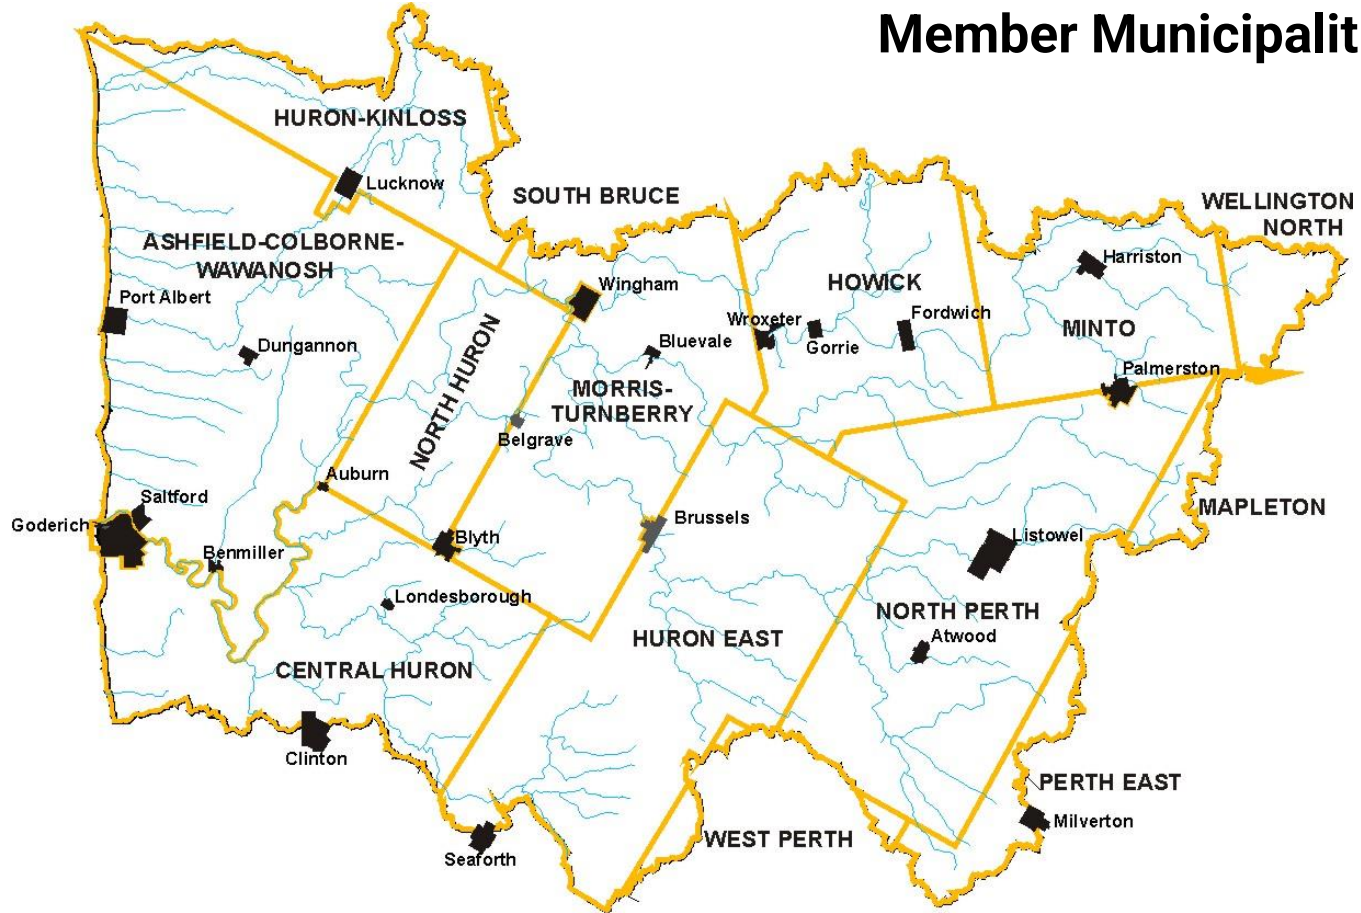 Member Municipalit
HURON-KINLOSS
Lucknow
SOUTH BRUCE
WELLINGTON
NORTH
ASHFIELD-COLBORNE-
WAWANOSH
Harriston
Port Albert
Wingham
HOWICK
Fordwich
Wroxeter
MINTO
Gorrie
Dungannon
Bluevale
NORTH HURON
Palmerston
MORRIS-
TURNBERRY
Belgrave
Auburn
Saltford
Goderich
Brussels
MAPLETON
Blyth
Listowel
Benmiller
Londesborough
NORTH PERTH
HURON EAST
Atwood
CENTRAL HURON
Clinton
PERTH EAST
Milverton
WEST PERTH
Seaforth